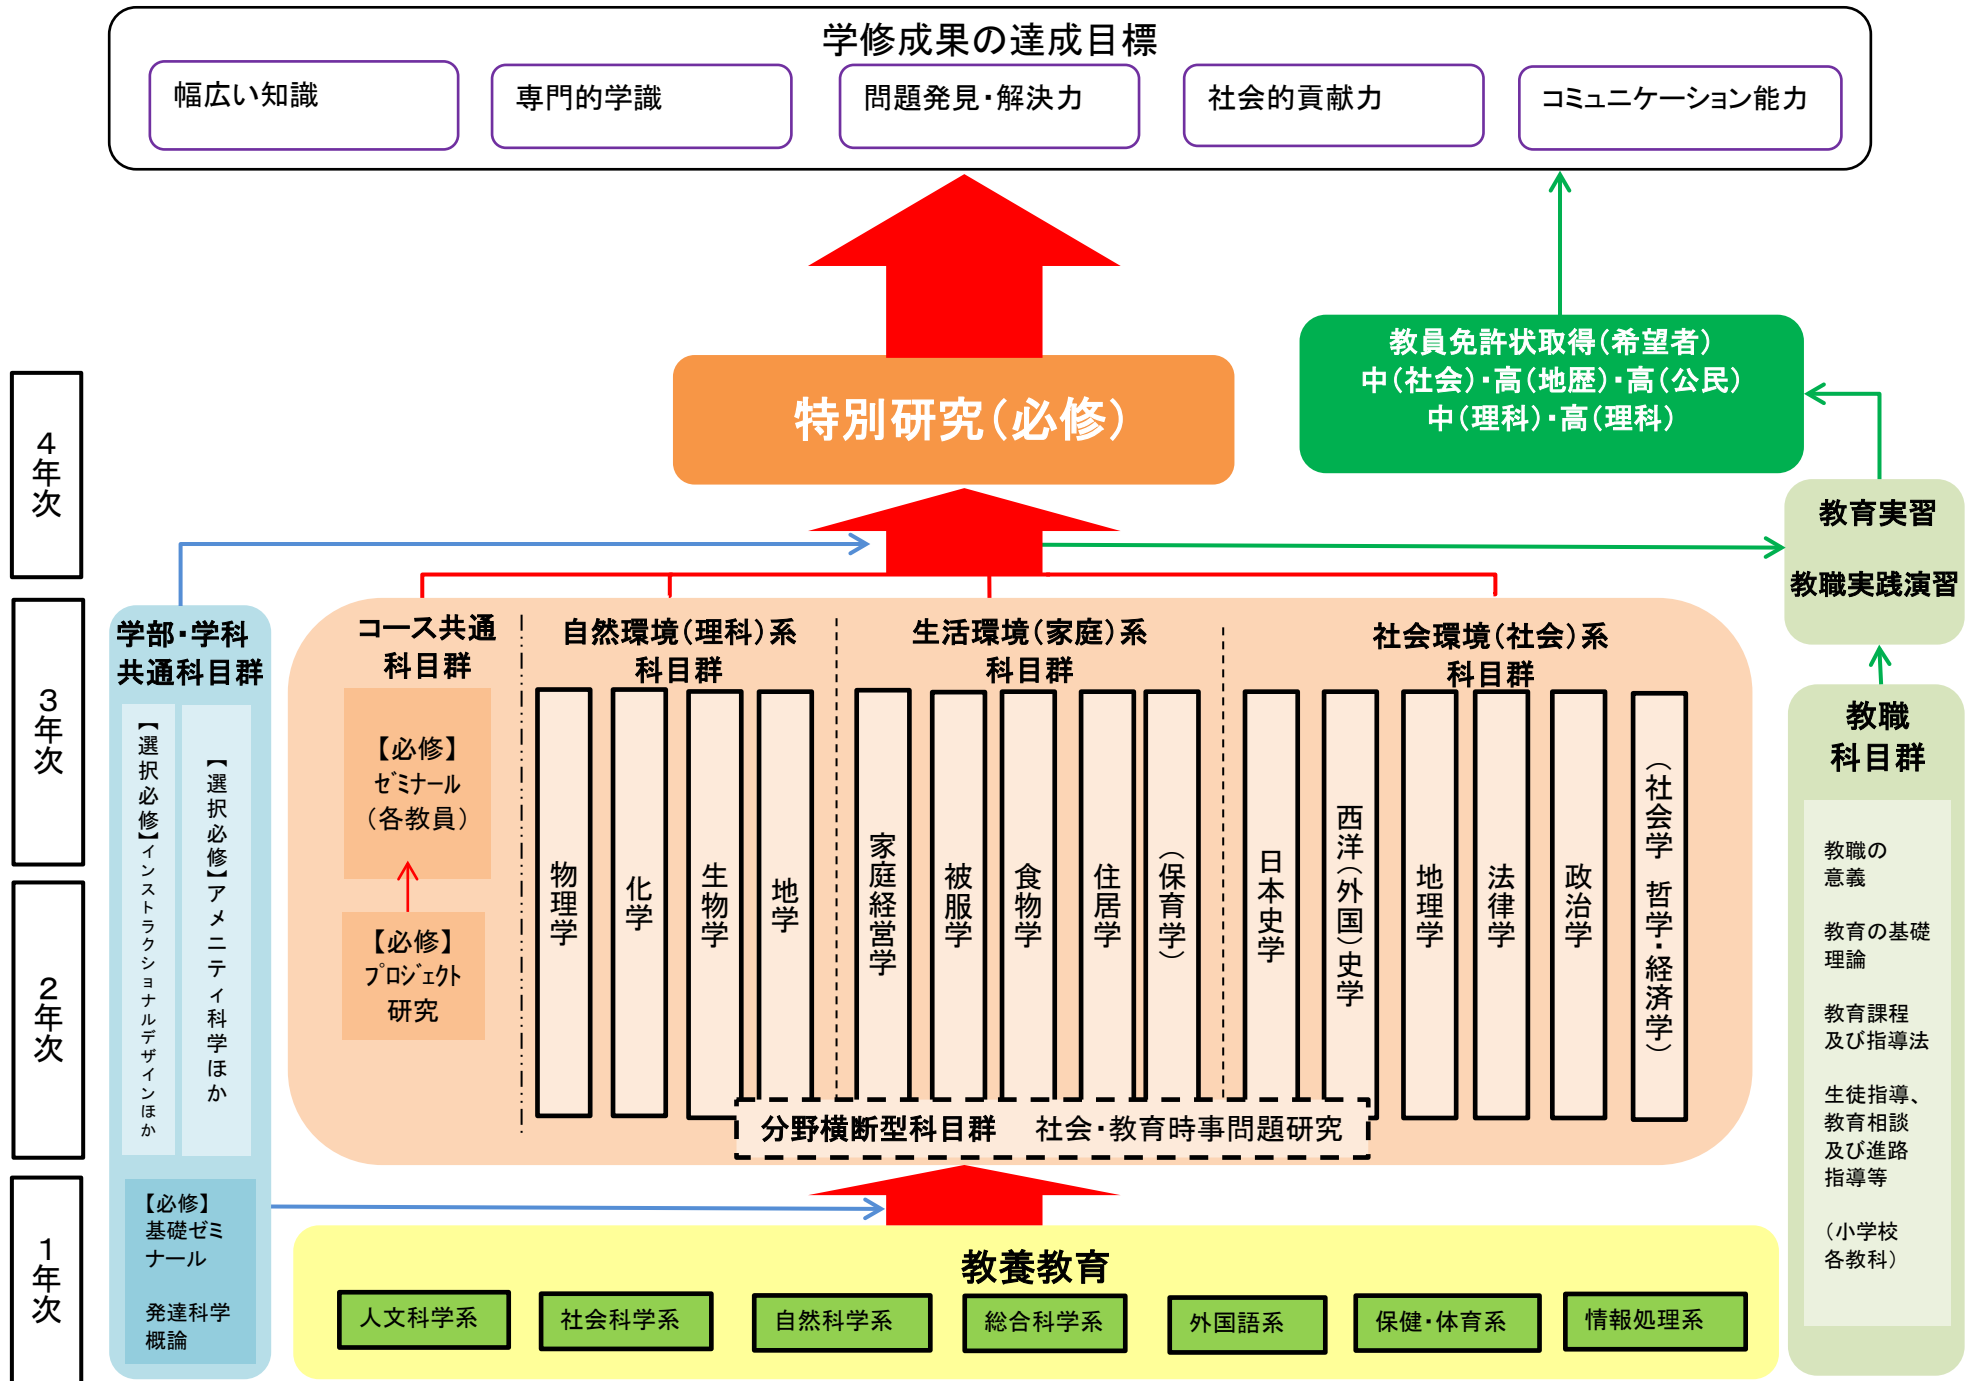 学修成果の達成目標
幅広い知識
専門的学識
問題発見・解決力
社会的貢献力
コミュニケーション能力
教員免許状取得（希望者）
中（社会）・高（地歴）・高（公民）
中（理科）・高（理科）
特別研究（必修）
4年次
教育実習
教職実践演習
学部・学科
共通科目群
コース共通
科目群
自然環境（理科）系
科目群
生活環境（家庭）系
科目群
社会環境（社会）系
科目群
3年次
【選択必修】インストラクショナルデザインほか
【選択必修】アメニティ科学ほか
【必修】
ゼミナール
（各教員）
【必修】
プロジェクト
研究
物理学
化学
生物学
地学
家庭経営学
被服学
食物学
住居学
（保育学）
日本史学
西洋（外国）史学
地理学
法律学
政治学
（社会学 哲学・経済学）
教職
科目群
教職の
意義
教育の基礎
理論
教育課程
及び指導法
生徒指導、
教育相談
及び進路
指導等
（小学校
各教科）
2年次
分野横断型科目群 社会・教育時事問題研究
1年次
【必修】
基礎ゼミ
ナール
発達科学
概論
教養教育
人文科学系
社会科学系
自然科学系
総合科学系
外国語系
保健・体育系
情報処理系